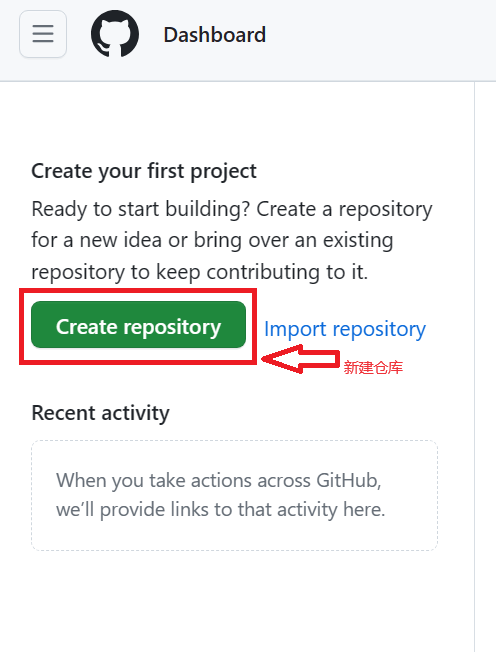 Dashboard
Create your first project
Ready to start building? Create a repository
for a new idea or bring over an existing
repository to keep contributing to it.
Create repository
Import repository
新建仓库
Recent activity
When you take actions across GitHub,
we’ll provide links to that activity here.